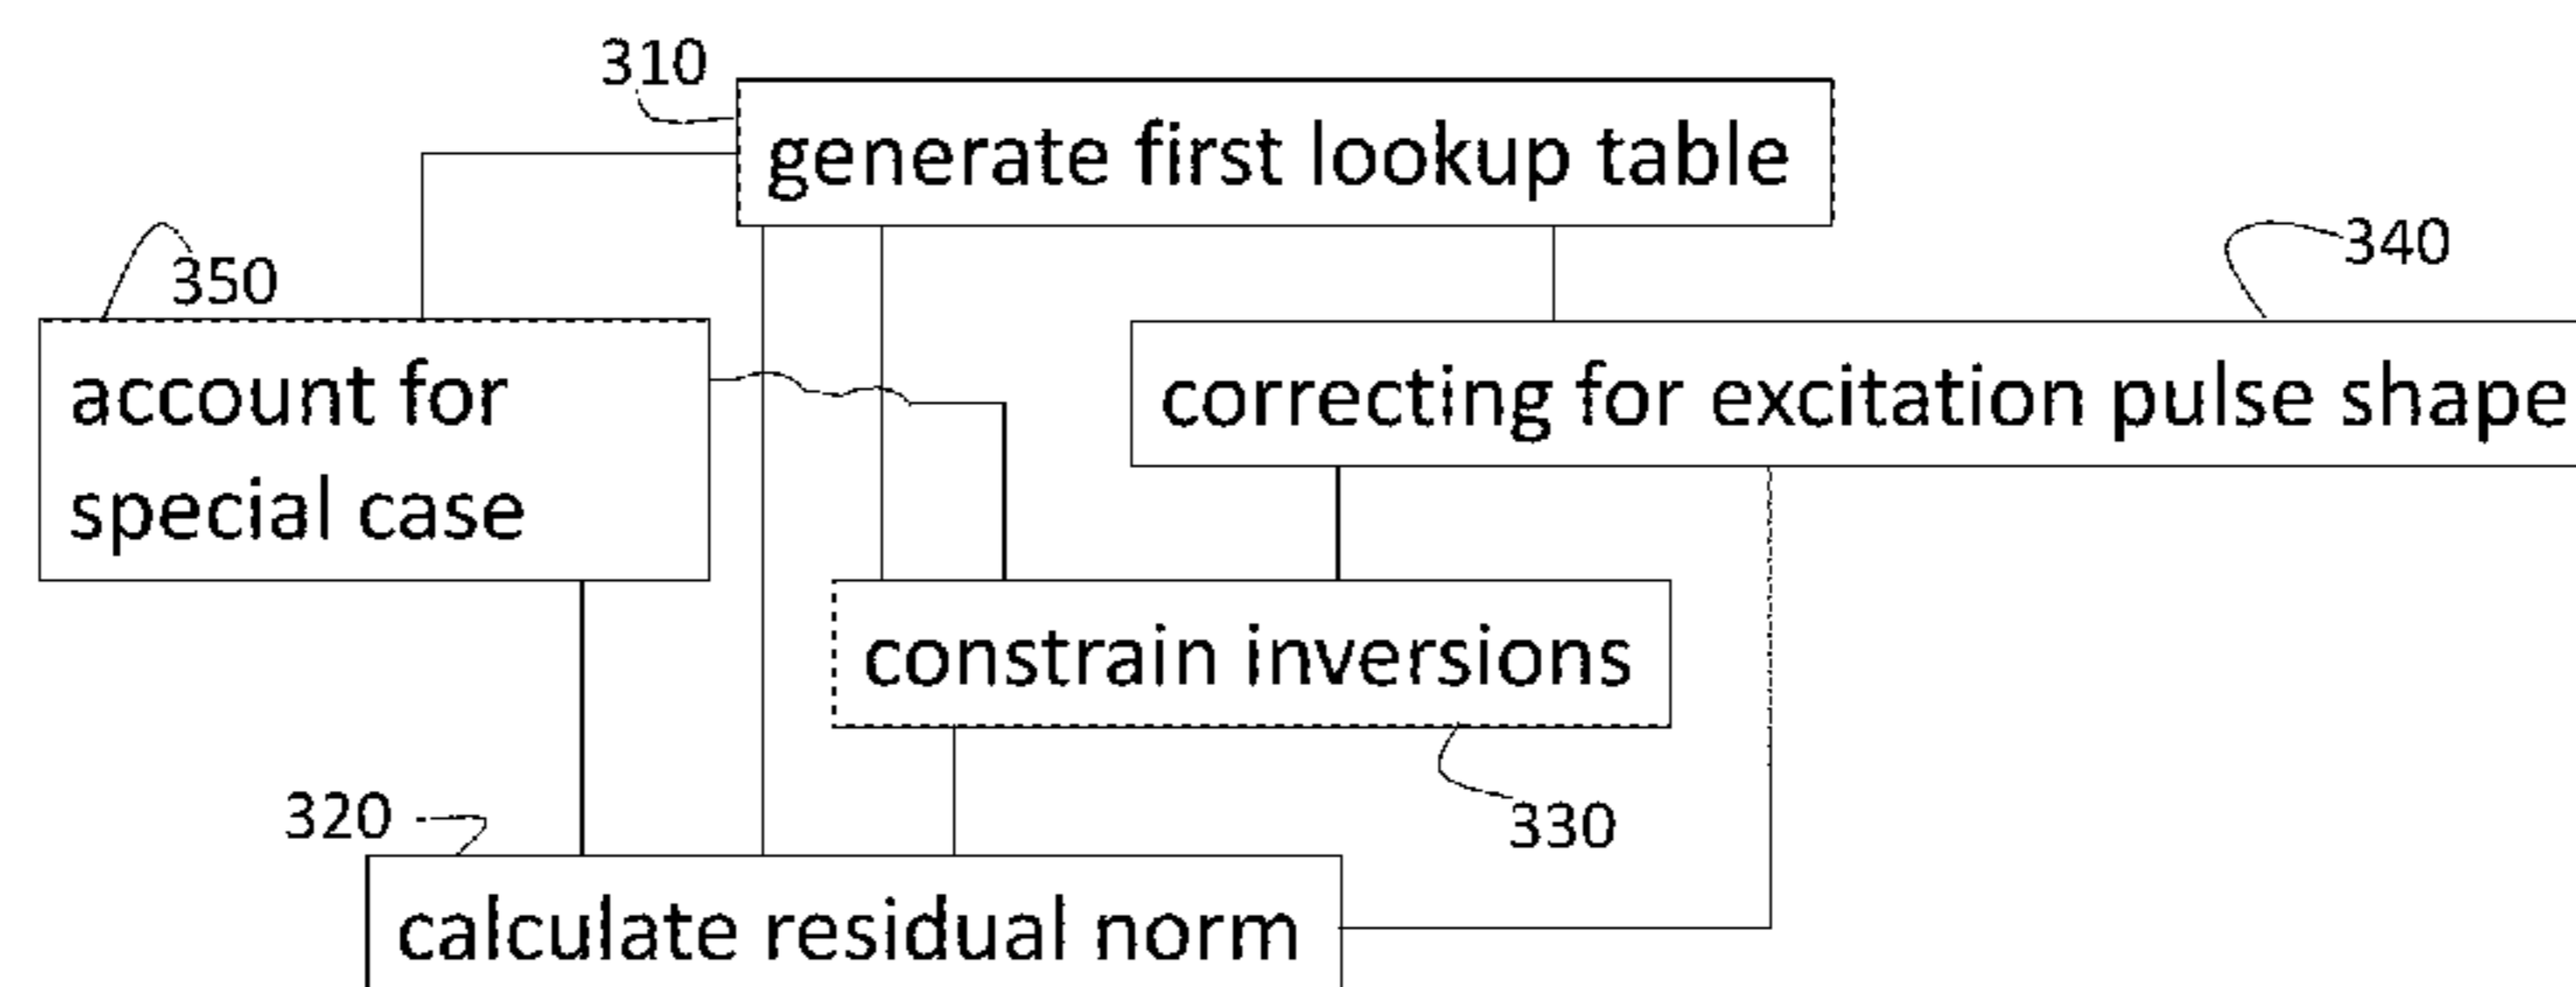 310
generate first lookup table
340
350
account for
special case
correcting for excitation pulse shape
constrain inversions
320
330
calculate residual norm